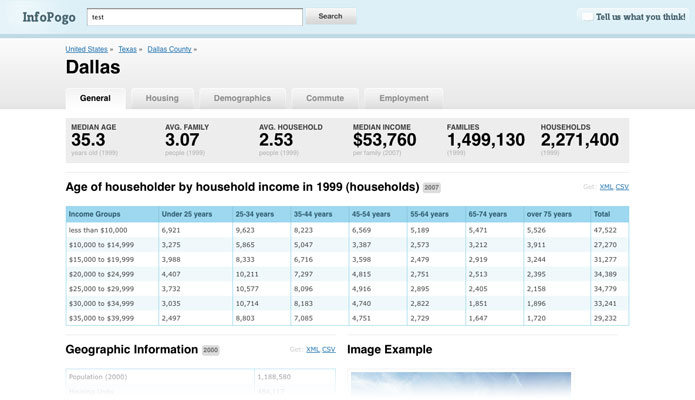 InfoPogo
test
Search
Tell us what you think!
United States » Texas » Dallas County »
Dallas
General Housing Demographics Commute Employment
MEDIAN AGE AVG. FAMILY AVG. HOUSEHOLD MEDIAN INCOME FAMILIES HOUSEHOLDS
35.3 3.07 2.53 $53,760 1,499,130 2,271,400
years old (1999) people (1999) people (1999) per family (2007) (1999) (1999)
Age of householder by household income in 1999 (households) 2007 Get: XML CSV
Income Groups Under 25 years 25-34 years 35-44 years 45-54 years 55-64 years 65-74 years over 75 years Total
less than $10,000 6,921 9,623 8,223 6,569 5,189 5,471 5,526 47,522
$10,000 to $14,999 3,275 5,865 5,047 3,387 2,573 3,212 3,911 27,270
$15,000 to $19,999 3,988 8,333 6,716 3,598 2,479 2,919 3,244 31,277
$20,000 to $24,999 4,407 10,211 7,297 4,815 2,751 2,513 2,395 34,389
$25,000 to $29,999 3,732 10,577 8,096 4,916 2,895 2,405 2,158 34,779
$30,000 to $34,999 3,035 10,714 8,183 4,740 2,822 1,851 1,896 33,241
$35,000 to $39,999 2,497 8,803 7,085 4,751 2,729 1,647 1,720 29,232
Geographic Information 2000 Get: XML CSV Image Example
Population (2000) 1,188,580
Housing Units